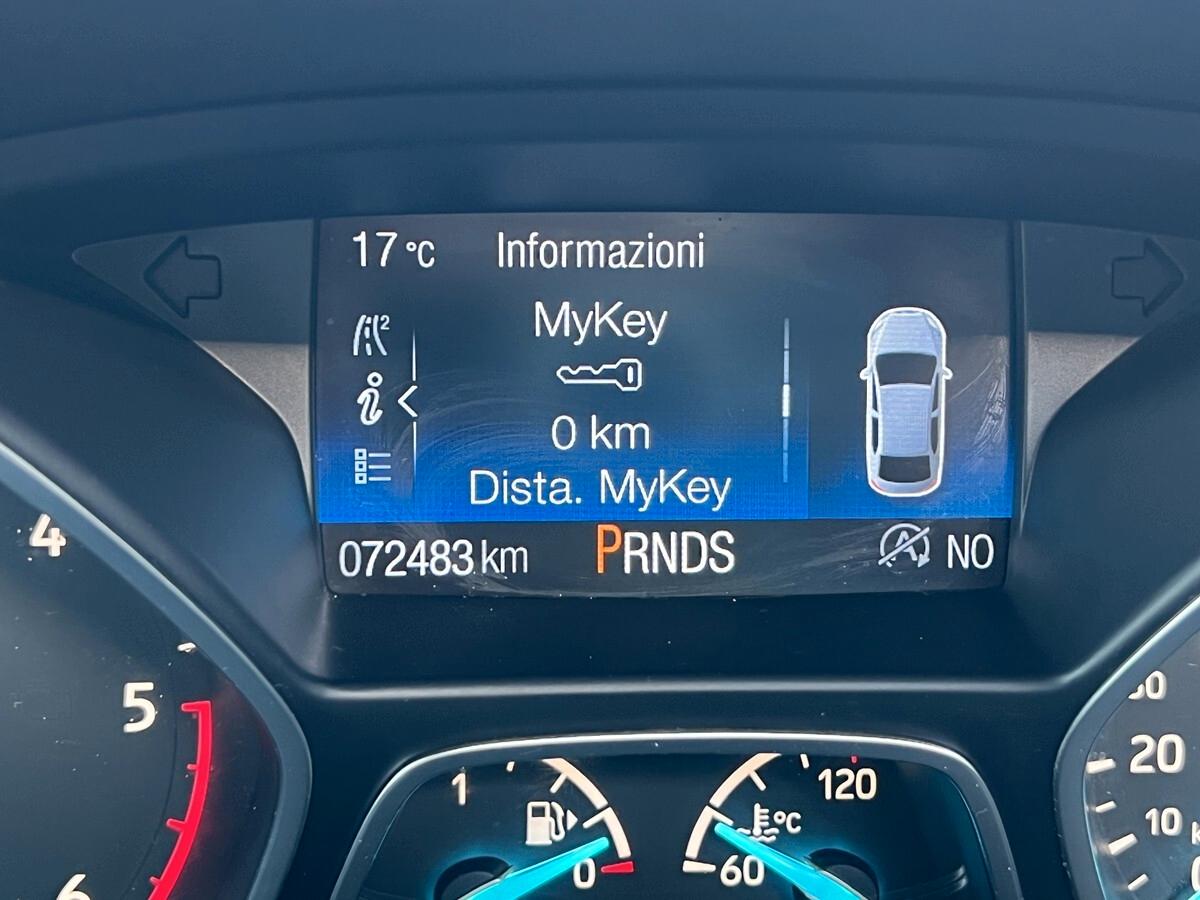 17 °C Informazioni
MyKey
2
i
0 km
Dista. MyKey
072483 km PRNDS A NO
4
5
6
1
0
120
°C
60
20
10